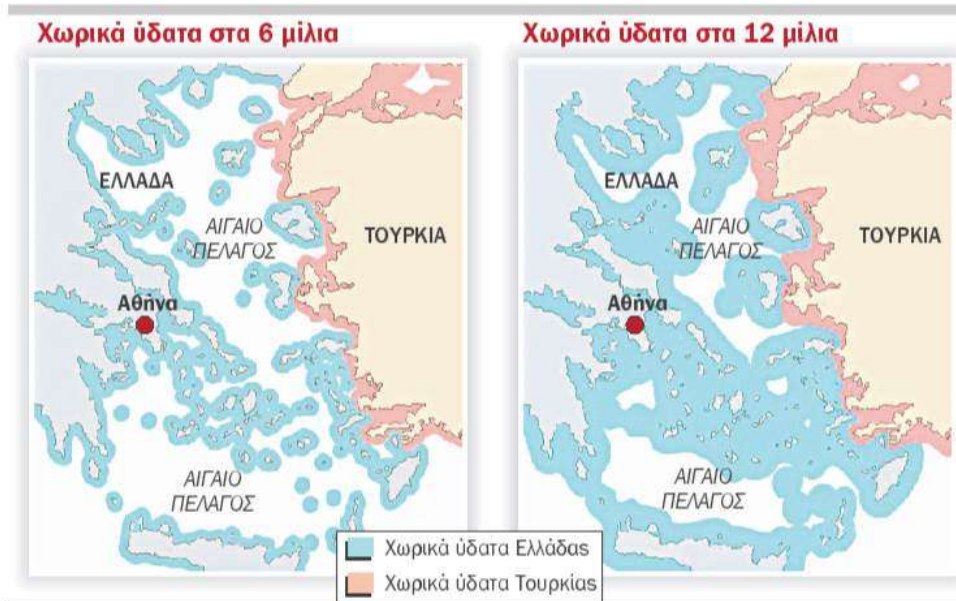 Χωρικά ύδατα στα 6 μίλια
ΕΛΛΑΔΑ
ΑΙΓΑΙΟ
ΠΕΛΑΓΟΣ
ΤΟΥΡΚΙΑ
Αθήνα
ΑΙΓΑΙΟ
ΠΕΛΑΓΟΣ
Χωρικά ύδατα στα 12 μίλια
ΕΛΛΑΔΑ
ΑΙΓΑΙΟ
ΠΕΛΑΓΟΣ
ΤΟΥΡΚΙΑ
Αθήνα
ΑΙΓΑΙΟ
ΠΕΛΑΓΟΣ
Χωρικά ύδατα Ελλάδας
Χωρικά ύδατα Τουρκίας